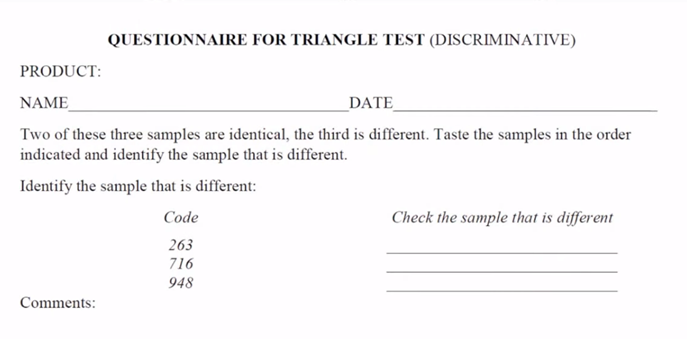 QUESTIONNAIRE FOR TRIANGLE TEST (DISCRIMINATIVE)
PRODUCT:
NAME DATE
Two of these three samples are identical, the third is different. Taste the samples in the order
indicated and identify the sample that is different.
Identify the sample that is different:
Code Check the sample that is different
263
716
948
Comments: